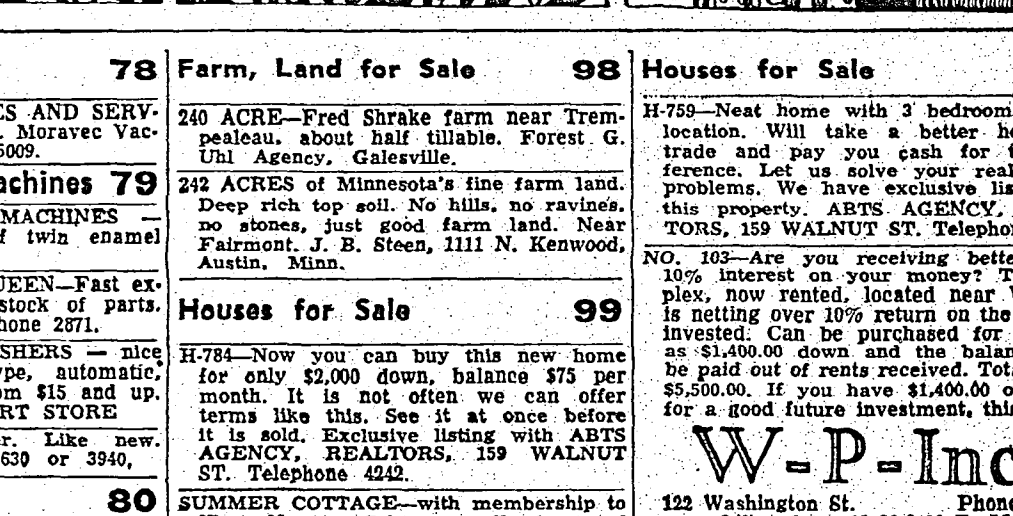 78
ES AND SERV-
Moravec Vac-
5009.
achines 79
MACHINES —
f twin enamel
UEEN—Fast ex-
stock of parts.
hone 2871.
SHERS — nice
ype, automatic,
om $15 and up.
RT STORE
r. Like new.
630 or 3940,
80
Farm, Land for Sale 98
240 ACRE—Fred Shrake farm near Trem-
pealeau, about half tillable. Forest G.
Uhl Agency, Galesville.
242 ACRES of Minnesota's fine farm land.
Deep rich top soil. No hills, no ravines,
no stones, just good farm land. Near
Fairmont. J. B. Steen, 1111 N. Kenwood,
Austin, Minn.
Houses for Sale 99
H-784—Now you can buy this new home
for only $2,000 down, balance $75 per
month. It is not often we can offer
terms like this. See it at once before
it is sold. Exclusive listing with ABTS
AGENCY, REALTORS, 159 WALNUT
ST. Telephone 4242.
SUMMER COTTAGE—with membership to
Houses for Sale
H-759—Neat home with 3 bedroom
location. Will take a better ho
trade and pay you cash for
ference. Let us solve your real
problems. We have exclusive lis
this property. ABTS AGENCY,
TORS, 159 WALNUT ST. Telepho
NO. 103—Are you receiving bette
10% interest on your money? T
plex, now rented, located near
is netting over 10% return on the
invested. Can be purchased for
as $1,400.00 down and the balan
be paid out of rents received. Tot
$5,500.00. If you have $1,400.00 o
for a good future investment, this
W-P-Inc
122 Washington St. Phone